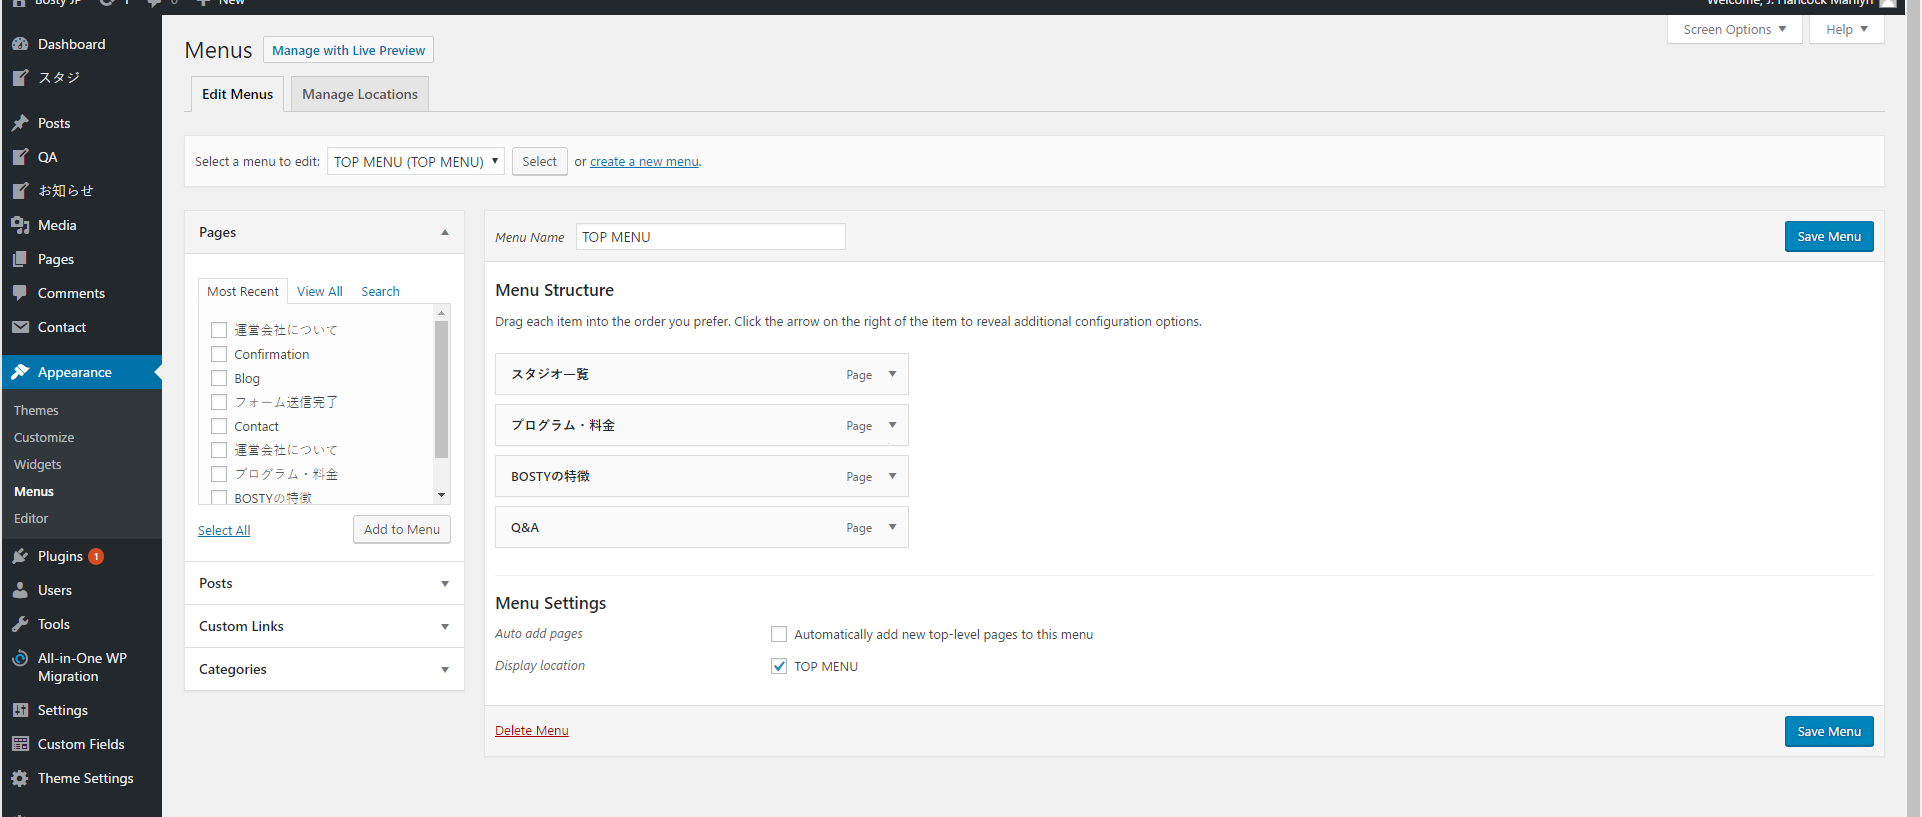 Bosty JP 1 0 New
Welcome, J. Hancock Marilyn
Screen Options
Help
Dashboard
スタジ
Posts
QA
お知らせ
Media
Pages
Comments
Contact
Appearance
Themes
Customize
Widgets
Menus
Editor
Plugins 1
Users
Tools
All-in-One WP
Migration
Settings
Custom Fields
Theme Settings
Menus Manage with Live Preview
Edit Menus
Manage Locations
Select a menu to edit: TOP MENU (TOP MENU) Select or create a new menu.
Pages
Most Recent View All Search
運営会社について
Confirmation
Blog
フォーム送信完了
Contact
運営会社について
プログラム・料金
BOSTYの特徴
Select All
Add to Menu
Posts
Custom Links
Categories
Menu Name TOP MENU
Save Menu
Menu Structure
Drag each item into the order you prefer. Click the arrow on the right of the item to reveal additional configuration options.
スタジオ一覧 Page
プログラム・料金 Page
BOSTYの特徴 Page
Q&A Page
Menu Settings
Auto add pages
Automatically add new top-level pages to this menu
Display location
TOP MENU
Delete Menu
Save Menu